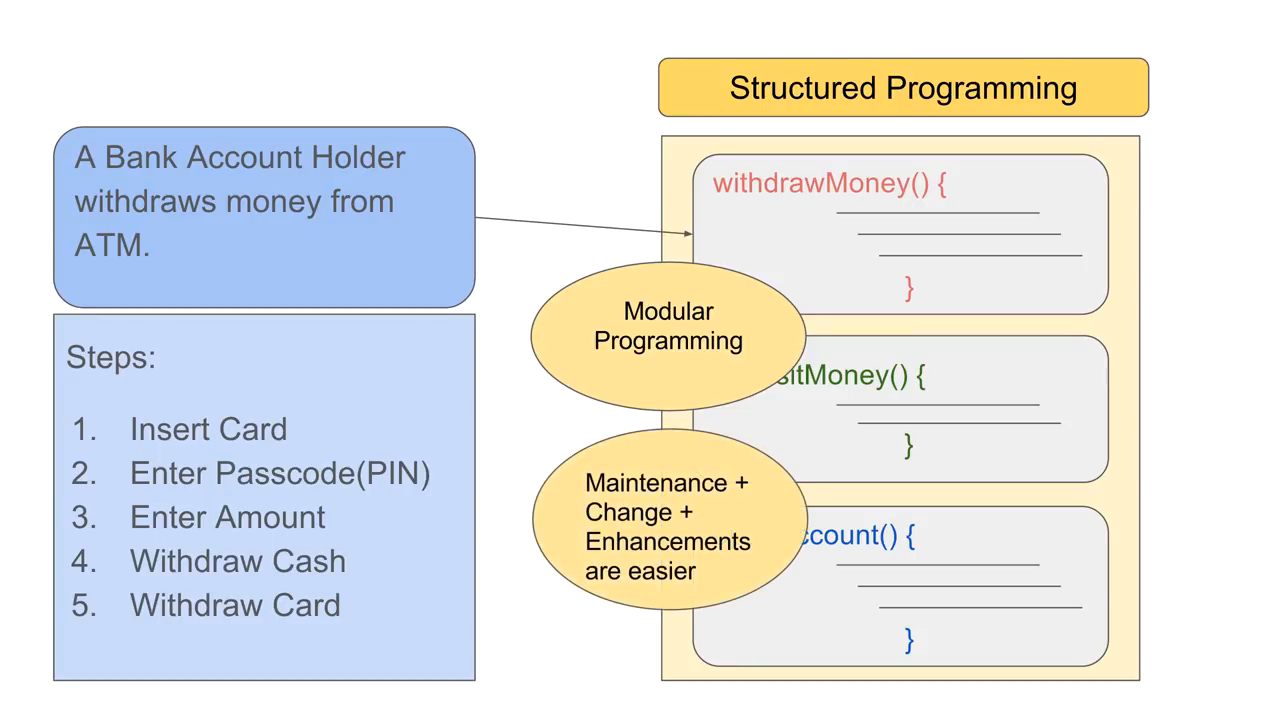 Structured Programming
A Bank Account Holder
withdraws money from
ATM.
Steps:
1. Insert Card
2. Enter Passcode(PIN)
3. Enter Amount
4. Withdraw Cash
5. Withdraw Card
withdrawMoney() {
}
Modular
Programming
sitMoney() {
}
Maintenance +
Change +
Enhancements
are easier
ccount() {
}